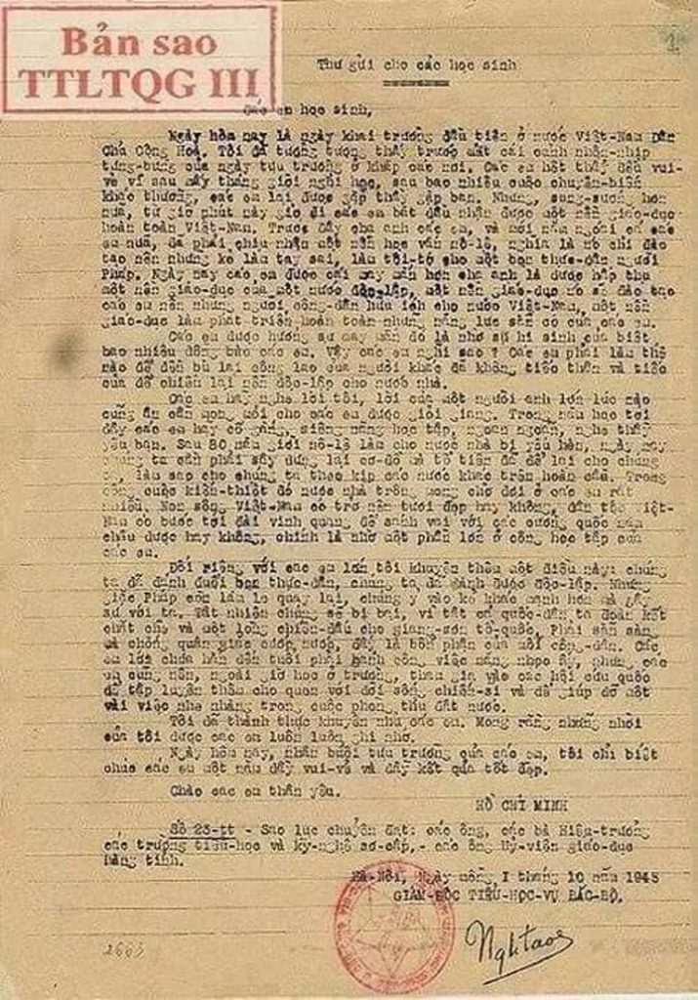 Bản sao
TTLTQG III
1
Thư gửi cho các học sinh
Các em học sinh,
Ngày hôm nay là ngày khai trường đầu tiên ở nước Việt-Nam Dân
Chủ Cộng Hoà. Tôi đã tưởng tượng thấy trước mắt cái cảnh nhộn-nhịp
tưng-bừng của ngày tựu trường ở khắp các nơi. Các em hết thảy đều vui-
vẻ vì sau mấy tháng giời nghỉ học, sau bao nhiêu cuộc chuyển-biến
khác thường, các em lại được gặp thầy gặp bạn. Nhưng, sung-sướng hơn
nữa, từ giờ phút này giờ đi các em bắt đầu nhận được một nền giáo-dục
hoàn toàn Việt-Nam. Trước đây cha anh các em, và mới năm ngoái cả các
em nữa, đã phải chịu nhận một nền học vấn nô-lệ, nghĩa là nó chỉ đào
tạo nên những kẻ làm tay sai, làm tôi-tớ cho một bọn thực-dân người
Pháp. Ngày nay các em được cái may mắn hơn cha anh là được hấp thụ
một nền giáo-dục của một nước độc-lập, một nền giáo-dục nó sẽ đào tạo
các em nên những người công-dân hữu ích cho nước Việt-Nam, một nền
giáo-dục làm phát triển hoàn toàn những năng lực sẵn có của các em.
Các em được hưởng sự may mắn đó là nhờ sự hi sinh của biết
bao nhiêu đồng bào các em. Vậy các em nghĩ sao ? Các em phải làm thế
nào để đền bù lại công lao của người khác đã không tiếc thân và tiếc
của để chiếm lại nền độc-lập cho nước nhà.
Các em hãy nghe lời tôi, lời của một người anh lớn lúc nào
cũng ân cần mong mỏi cho các em được giỏi giang. Trong năm học tới
đây các em hãy cố gắng, siêng năng học tập, ngoan ngoãn, nghe thầy
yêu bạn. Sau 80 năm giời nô-lệ làm cho nước nhà bị yếu hèn, ngày nay
chúng ta cần phải xây dựng lại cơ-đồ mà tổ tiên đã để lại cho chúng
ta, làm sao cho chúng ta theo kịp các nước khác trên hoàn cầu. Trong
công cuộc kiến-thiết đó nước nhà trông mong chờ đợi ở các em rất
nhiều. Non sông Việt-Nam có trở nên tươi đẹp hay không, dân tộc Việt-
Nam có bước tới đài vinh quang để sánh vai với các cường quốc năm
châu được hay không, chính là nhờ một phần lớn ở công học tập của
các em.
Đối riêng với các em lớn tôi khuyên thêm một điều này: chúng
ta đã đánh đuổi bọn thực-dân, chúng ta đã dành được độc-lập. Nhưng
giặc Pháp còn lăm le quay lại, chúng ỷ vào kẻ khác mạnh hơn mà gây
sự với ta. Tất nhiên chúng sẽ bị bại, vì tất cả quốc-dân ta đoàn kết
chặt chẽ và một lòng chiến-đấu cho giang-sơn tổ-quốc. Phải sẵn sàng
mà chống quân giặc cướp nước, đấy là bổn phận của mỗi công-dân. Các
em lớn chưa hẳn đến tuổi phải gánh công việc nặng nhọc ấy, nhưng các
em cũng nên, ngoài giờ học ở trường, tham gia vào các hội cứu quốc
để tập luyện thêm cho quen với đời sống chiến-sĩ và để giúp đỡ một
vài việc nhẹ nhàng trong cuộc phòng thủ đất nước.
Tôi đã thành thực khuyên nhủ các em. Mong rằng những nhời
của tôi được các em luôn luôn ghi nhớ.
Ngày hôm nay, nhân buổi tựu trường của các em, tôi chỉ biết
chúc các em một năm đầy vui-vẻ và đầy kết quả tốt đẹp.
Chào các em thân yêu.
HỒ CHÍ MINH
Số 23-tt - Sao lục chuyển đạt: các ông, các bà Hiệu-trưởng
các trường tiểu-học và kỹ-nghệ sơ-cấp, - các ông Uỷ-viên giáo-dục
hàng tỉnh.
Hà-Nội, Ngày mồng I tháng 10 năm 1945
GIÁM-ĐỐC TIỂU-HỌC-VỤ BẮC-BỘ.